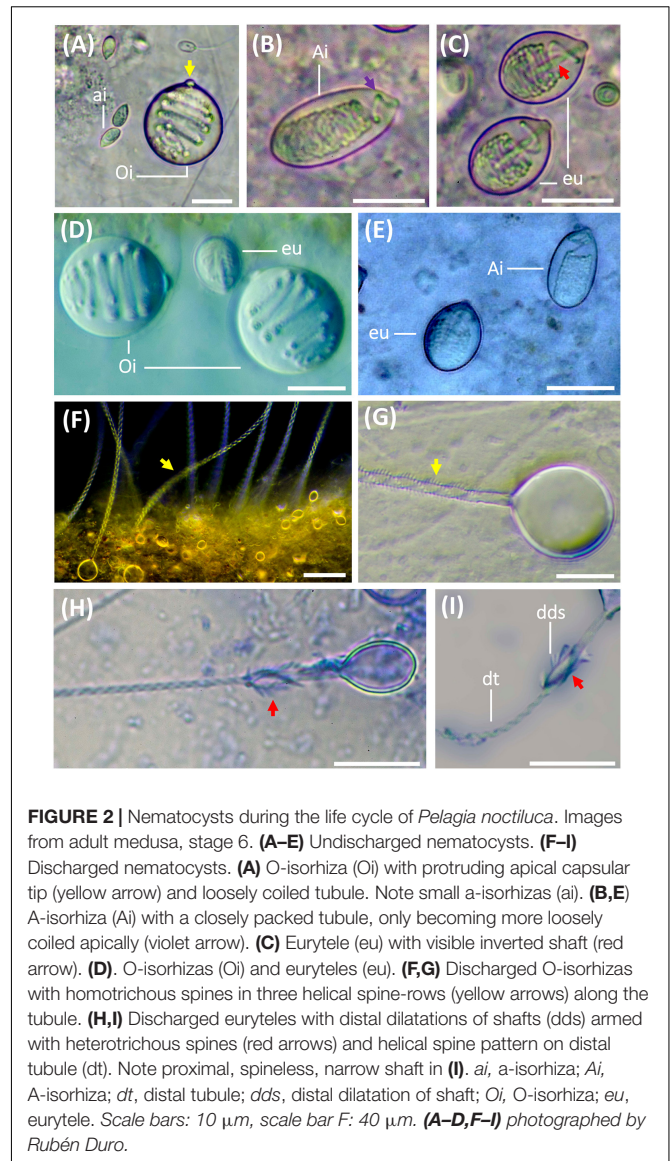 (A)
ai
Oi
(B)
Ai
(C)
eu
(D)
eu
Oi
(E)
Ai
eu
(F)
(G)
(H)
(I)
dds
dt
FIGURE 2 | Nematocysts during the life cycle of Pelagia noctiluca. Images
from adult medusa, stage 6. (A–E) Undischarged nematocysts. (F–I)
Discharged nematocysts. (A) O-isorhiza (Oi) with protruding apical capsular
tip (yellow arrow) and loosely coiled tubule. Note small a-isorhizas (ai). (B,E)
A-isorhiza (Ai) with a closely packed tubule, only becoming more loosely
coiled apically (violet arrow). (C) Eurytele (eu) with visible inverted shaft (red
arrow). (D). O-isorhizas (Oi) and euryteles (eu). (F,G) Discharged O-isorhizas
with homotrichous spines in three helical spine-rows (yellow arrows) along the
tubule. (H,I) Discharged euryteles with distal dilatations of shafts (dds) armed
with heterotrichous spines (red arrows) and helical spine pattern on distal
tubule (dt). Note proximal, spineless, narrow shaft in (I). ai, a-isorhiza; Ai,
A-isorhiza; dt, distal tubule; dds, distal dilatation of shaft; Oi, O-isorhiza; eu,
eurytele. Scale bars: 10 μm, scale bar F: 40 μm. (A–D,F–I) photographed by
Rubén Duro.